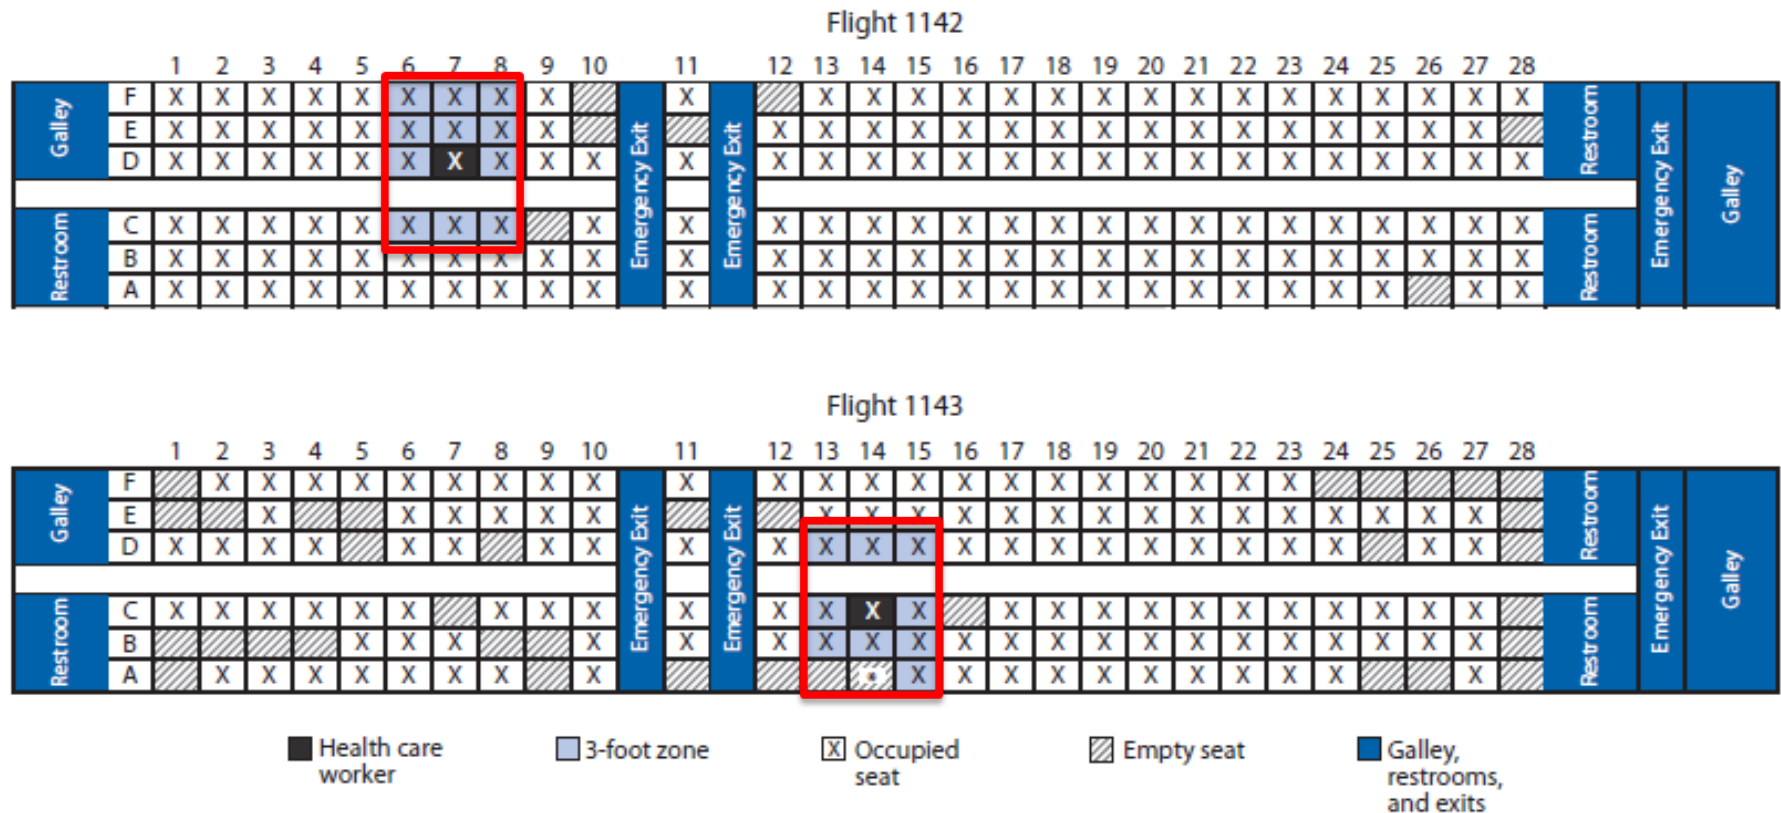 Flight 1142
1 2 3 4 5 6 7 8 9 10 11 12 13 14 15 16 17 18 19 20 21 22 23 24 25 26 27 28
Galley
Restroom
F X X X X X X X X X X X X X X X X X X X X X X X X X X
E X X X X X X X X X X X X X X X X X X X X X X X X X
D X X X X X X X X X X X X X X X X X X X X X X X X X X X X
C X X X X X X X X X X X X X X X X X X X X X X X X X X X
B X X X X X X X X X X X X X X X X X X X X X X X X X X X X
A X X X X X X X X X X X X X X X X X X X X X X X X X X X
Emergency Exit
Emergency Exit
Restroom
Restroom
Emergency Exit
Galley
Flight 1143
1 2 3 4 5 6 7 8 9 10 11 12 13 14 15 16 17 18 19 20 21 22 23 24 25 26 27 28
Galley
Restroom
F X X X X X X X X X X X X X X X X X X X X X X
E X X X X X X X X X X X X X X X X X X X X X
D X X X X X X X X X X X X X X X X X X X X X X X X
C X X X X X X X X X X X X X X X X X X X X X X X X X
B X X X X X X X X X X X X X X X X X X X X X
A X X X X X X X X X X X X X X X X X X X
Emergency Exit
Emergency Exit
Restroom
Restroom
Emergency Exit
Galley
Health care
worker
3-foot zone
X Occupied
seat
Empty seat
Galley,
restrooms,
and exits